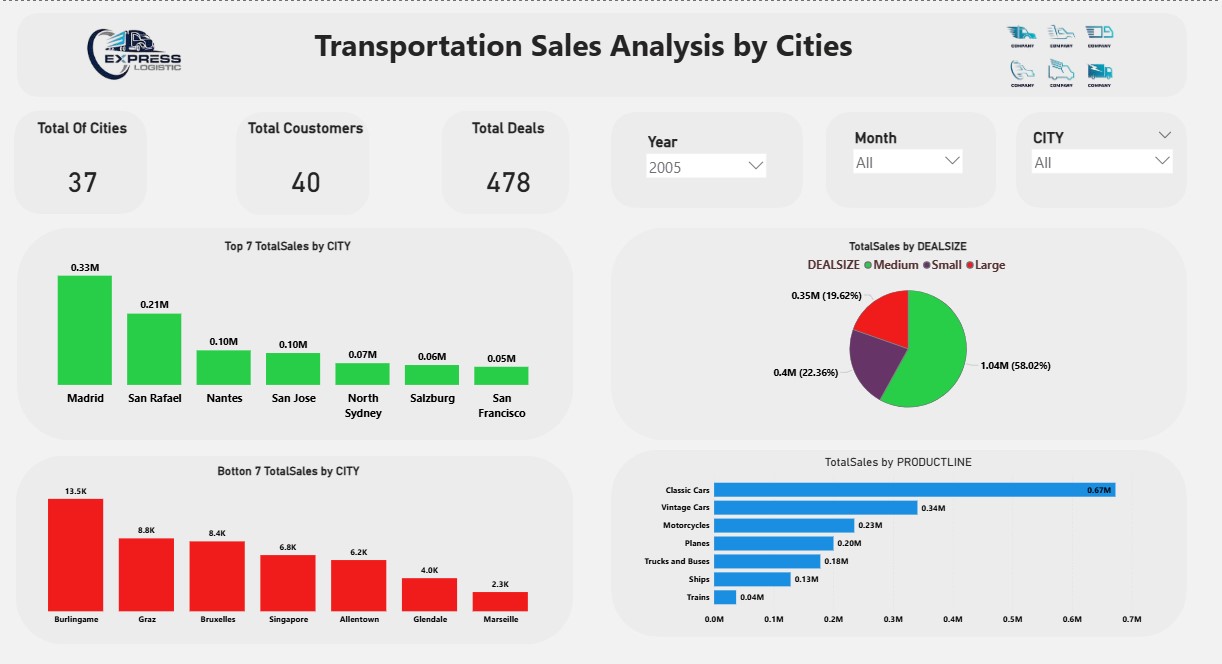 EXPRESS
LOGISTIC
Transportation Sales Analysis by Cities
COMPANY COMPANY COMPANY
COMPANY COMPANY COMPANY
Total Of Cities
37
Total Coustomers
40
Total Deals
478
Year
2005
Month
All
CITY
All
Top 7 TotalSales by CITY
0.33M
0.21M
0.10M
0.10M
0.07M
0.06M
0.05M
Madrid
San Rafael
Nantes
San Jose
North
Sydney
Salzburg
San
Francisco
TotalSales by DEALSIZE
DEALSIZE Medium Small Large
0.35M (19.62%)
0.4M (22.36%)
1.04M (58.02%)
Botton 7 TotalSales by CITY
13.5K
8.8K
8.4K
6.8K
6.2K
4.0K
2.3K
Burlingame
Graz
Bruxelles
Singapore
Allentown
Glendale
Marseille
TotalSales by PRODUCTLINE
Classic Cars 0.67M
Vintage Cars 0.34M
Motorcycles 0.23M
Planes 0.20M
Trucks and Buses 0.18M
Ships 0.13M
Trains 0.04M
0.0M 0.1M 0.2M 0.3M 0.4M 0.5M 0.6M 0.7M